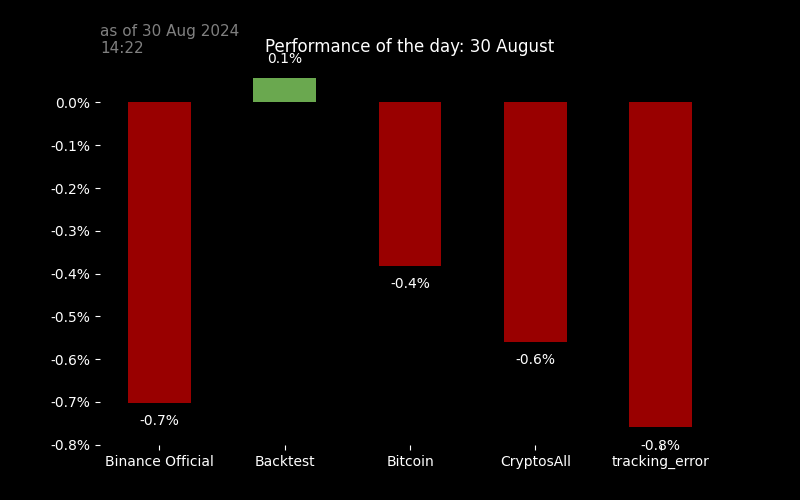 as of 30 Aug 2024
14:22
Performance of the day: 30 August
0.1%
0.0%
-0.1%
-0.2%
-0.3%
-0.4%
-0.5%
-0.6%
-0.7%
-0.8%
-0.7%
-0.4%
-0.6%
-0.8%
Binance Official
Backtest
Bitcoin
CryptosAll
tracking_error